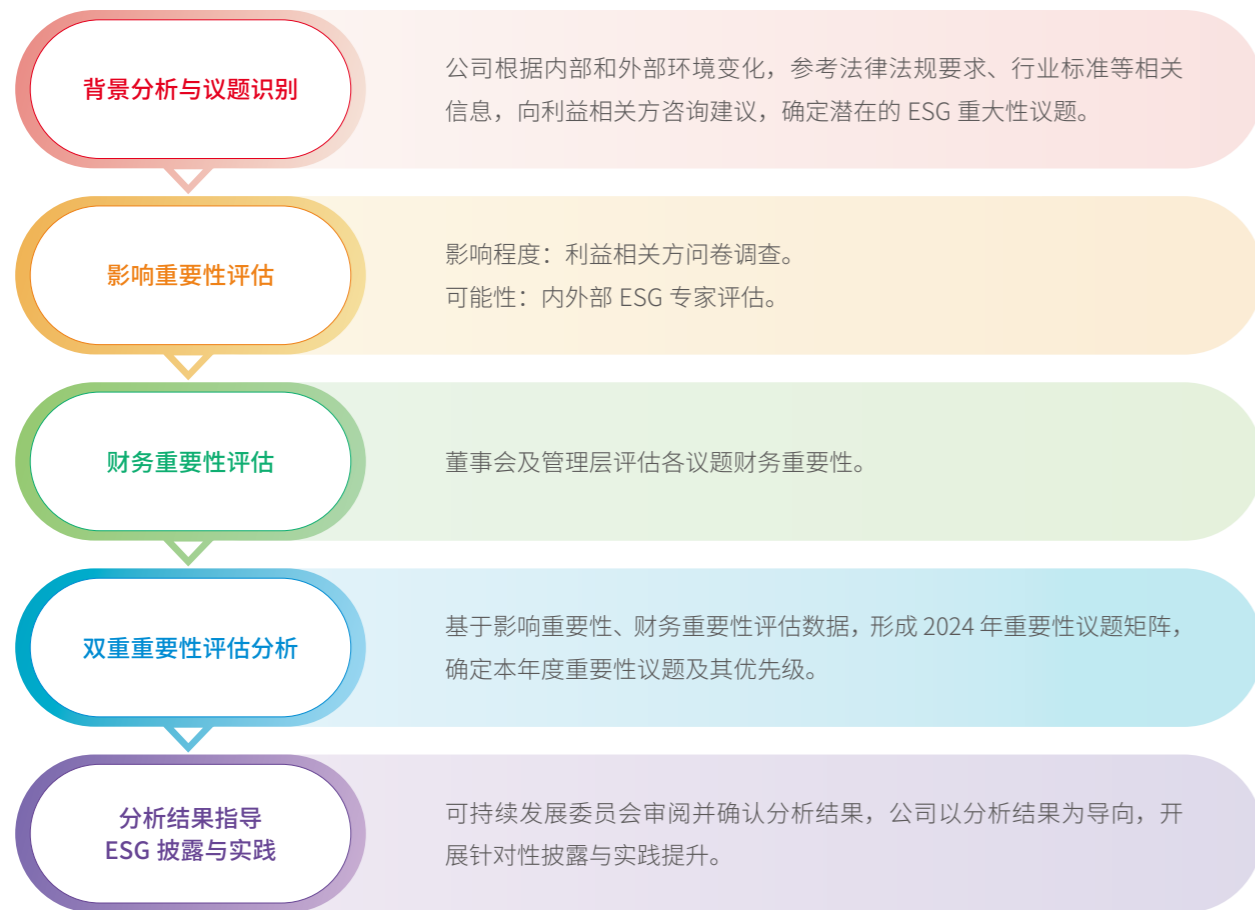 背景分析与议题识别
公司根据内部和外部环境变化，参考法律法规要求、行业标准等相关
信息，向利益相关方咨询建议，确定潜在的 ESG 重大性议题。
影响重要性评估
影响程度：利益相关方问卷调查。
可能性：内外部 ESG 专家评估。
财务重要性评估
董事会及管理层评估各议题财务重要性。
双重重要性评估分析
基于影响重要性、财务重要性评估数据，形成 2024 年重要性议题矩阵，
确定本年度重要性议题及其优先级。
分析结果指导
ESG 披露与实践
可持续发展委员会审阅并确认分析结果，公司以分析结果为导向，开
展针对性披露与实践提升。